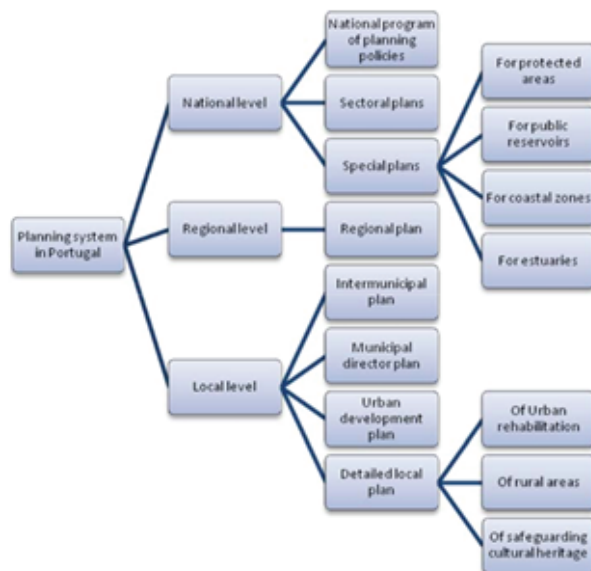 National program
of planning
policies
For protected
areas
National level
Sectoral plans
For public
reservoirs
Special plans
For coastal zones
Planning system
in Portugal
Regional level
Regional plan
For estuaries
Intermunicipal
plan
Municipal
director plan
Local level
Urban
development
plan
Of Urban
rehabilitation
Detailed local
plan
Of rural areas
Of safeguarding
cultural heritage